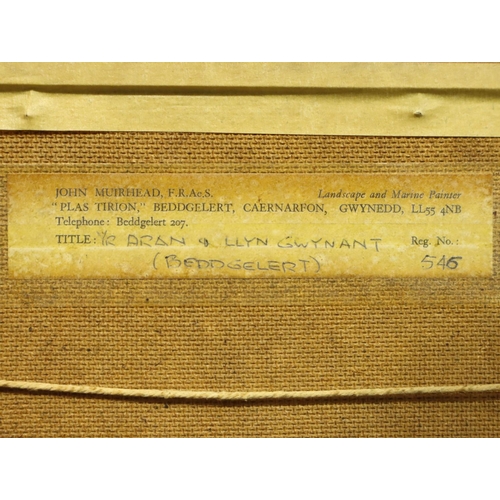 JOHN MUIRHEAD, F.R.Ae.S. Landscape and Marine Painter
"PLAS TIRION," BEDDGELERT, CAERNARFON, GWYNEDD, LL55 4NB
Telephone: Beddgelert 207.
TITLE: YR ARAN & LLYN GWYNANT Reg. No.:
(BEDDGELERT) 546